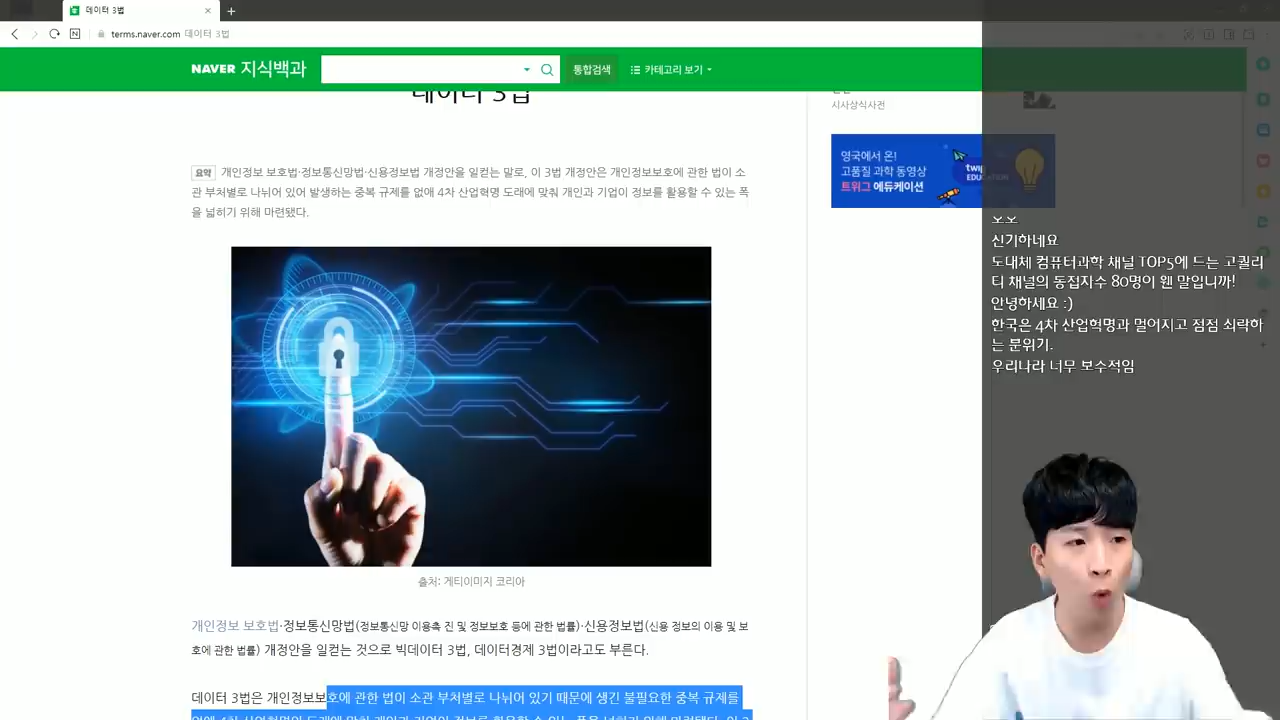 데이터 3법
terms.naver.com 데이터 3법
NAVER 지식백과
통합검색
카테고리 보기
데이터 3법
시사상식사전
요약 개인정보 보호법·정보통신망법·신용정보법 개정안을 일컫는 말로, 이 3법 개정안은 개인정보보호에 관한 법이 소
관 부처별로 나뉘어 있어 발생하는 중복 규제를 없애 4차 산업혁명 도래에 맞춰 개인과 기업이 정보를 활용할 수 있는 폭
을 넓히기 위해 마련됐다.
영국에서 온!
고품질 과학 동영상
트위그 에듀케이션
twig
EDUCATION
오호
신기하네요
도대체 컴퓨터과학 채널 TOP5에 드는 고퀄리
티 채널의 동접자수 80명이 웬 말입니까!
안녕하세요 :)
한국은 4차 산업혁명과 멀어지고 점점 쇠락하
는 분위기.
우리나라 너무 보수적임
출처: 게티이미지 코리아
개인정보 보호법·정보통신망법(정보통신망 이용촉 진 및 정보보호 등에 관한 법률)·신용정보법(신용 정보의 이용 및 보
호에 관한 법률) 개정안을 일컫는 것으로 빅데이터 3법, 데이터경제 3법이라고도 부른다.
데이터 3법은 개인정보보호에 관한 법이 소관 부처별로 나뉘어 있기 때문에 생긴 불필요한 중복 규제를